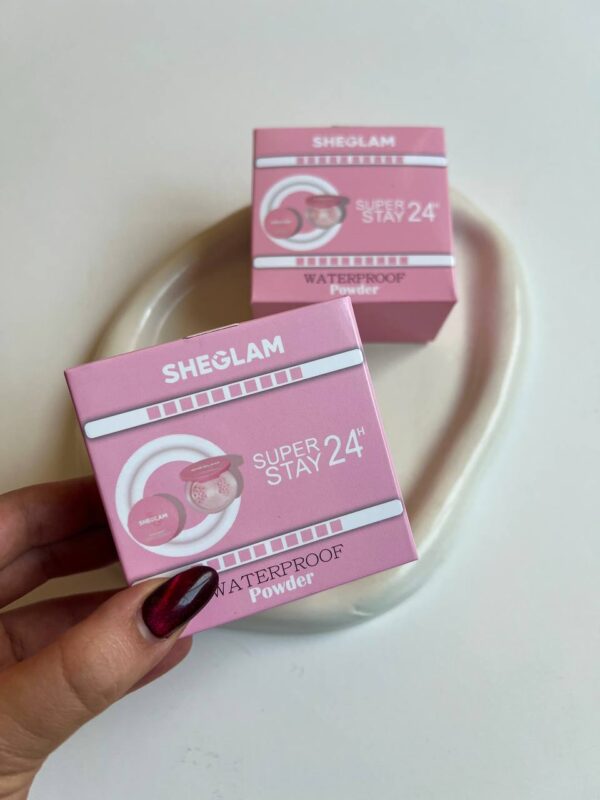 SHEGLAM
SUPER
STAY 24H
WATERPROOF
Powder
SHEGLAM
SHEGLAM
SUPER
STAY 24H
WATERPROOF
Powder